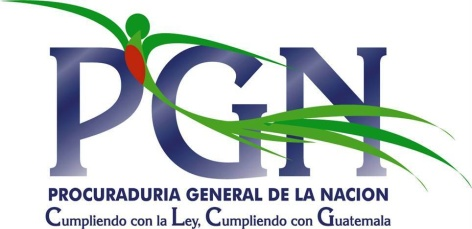 PGN
PROCURADURIA GENERAL DE LA NACION
Cumpliendo con la Ley, Cumpliendo con Guatemala